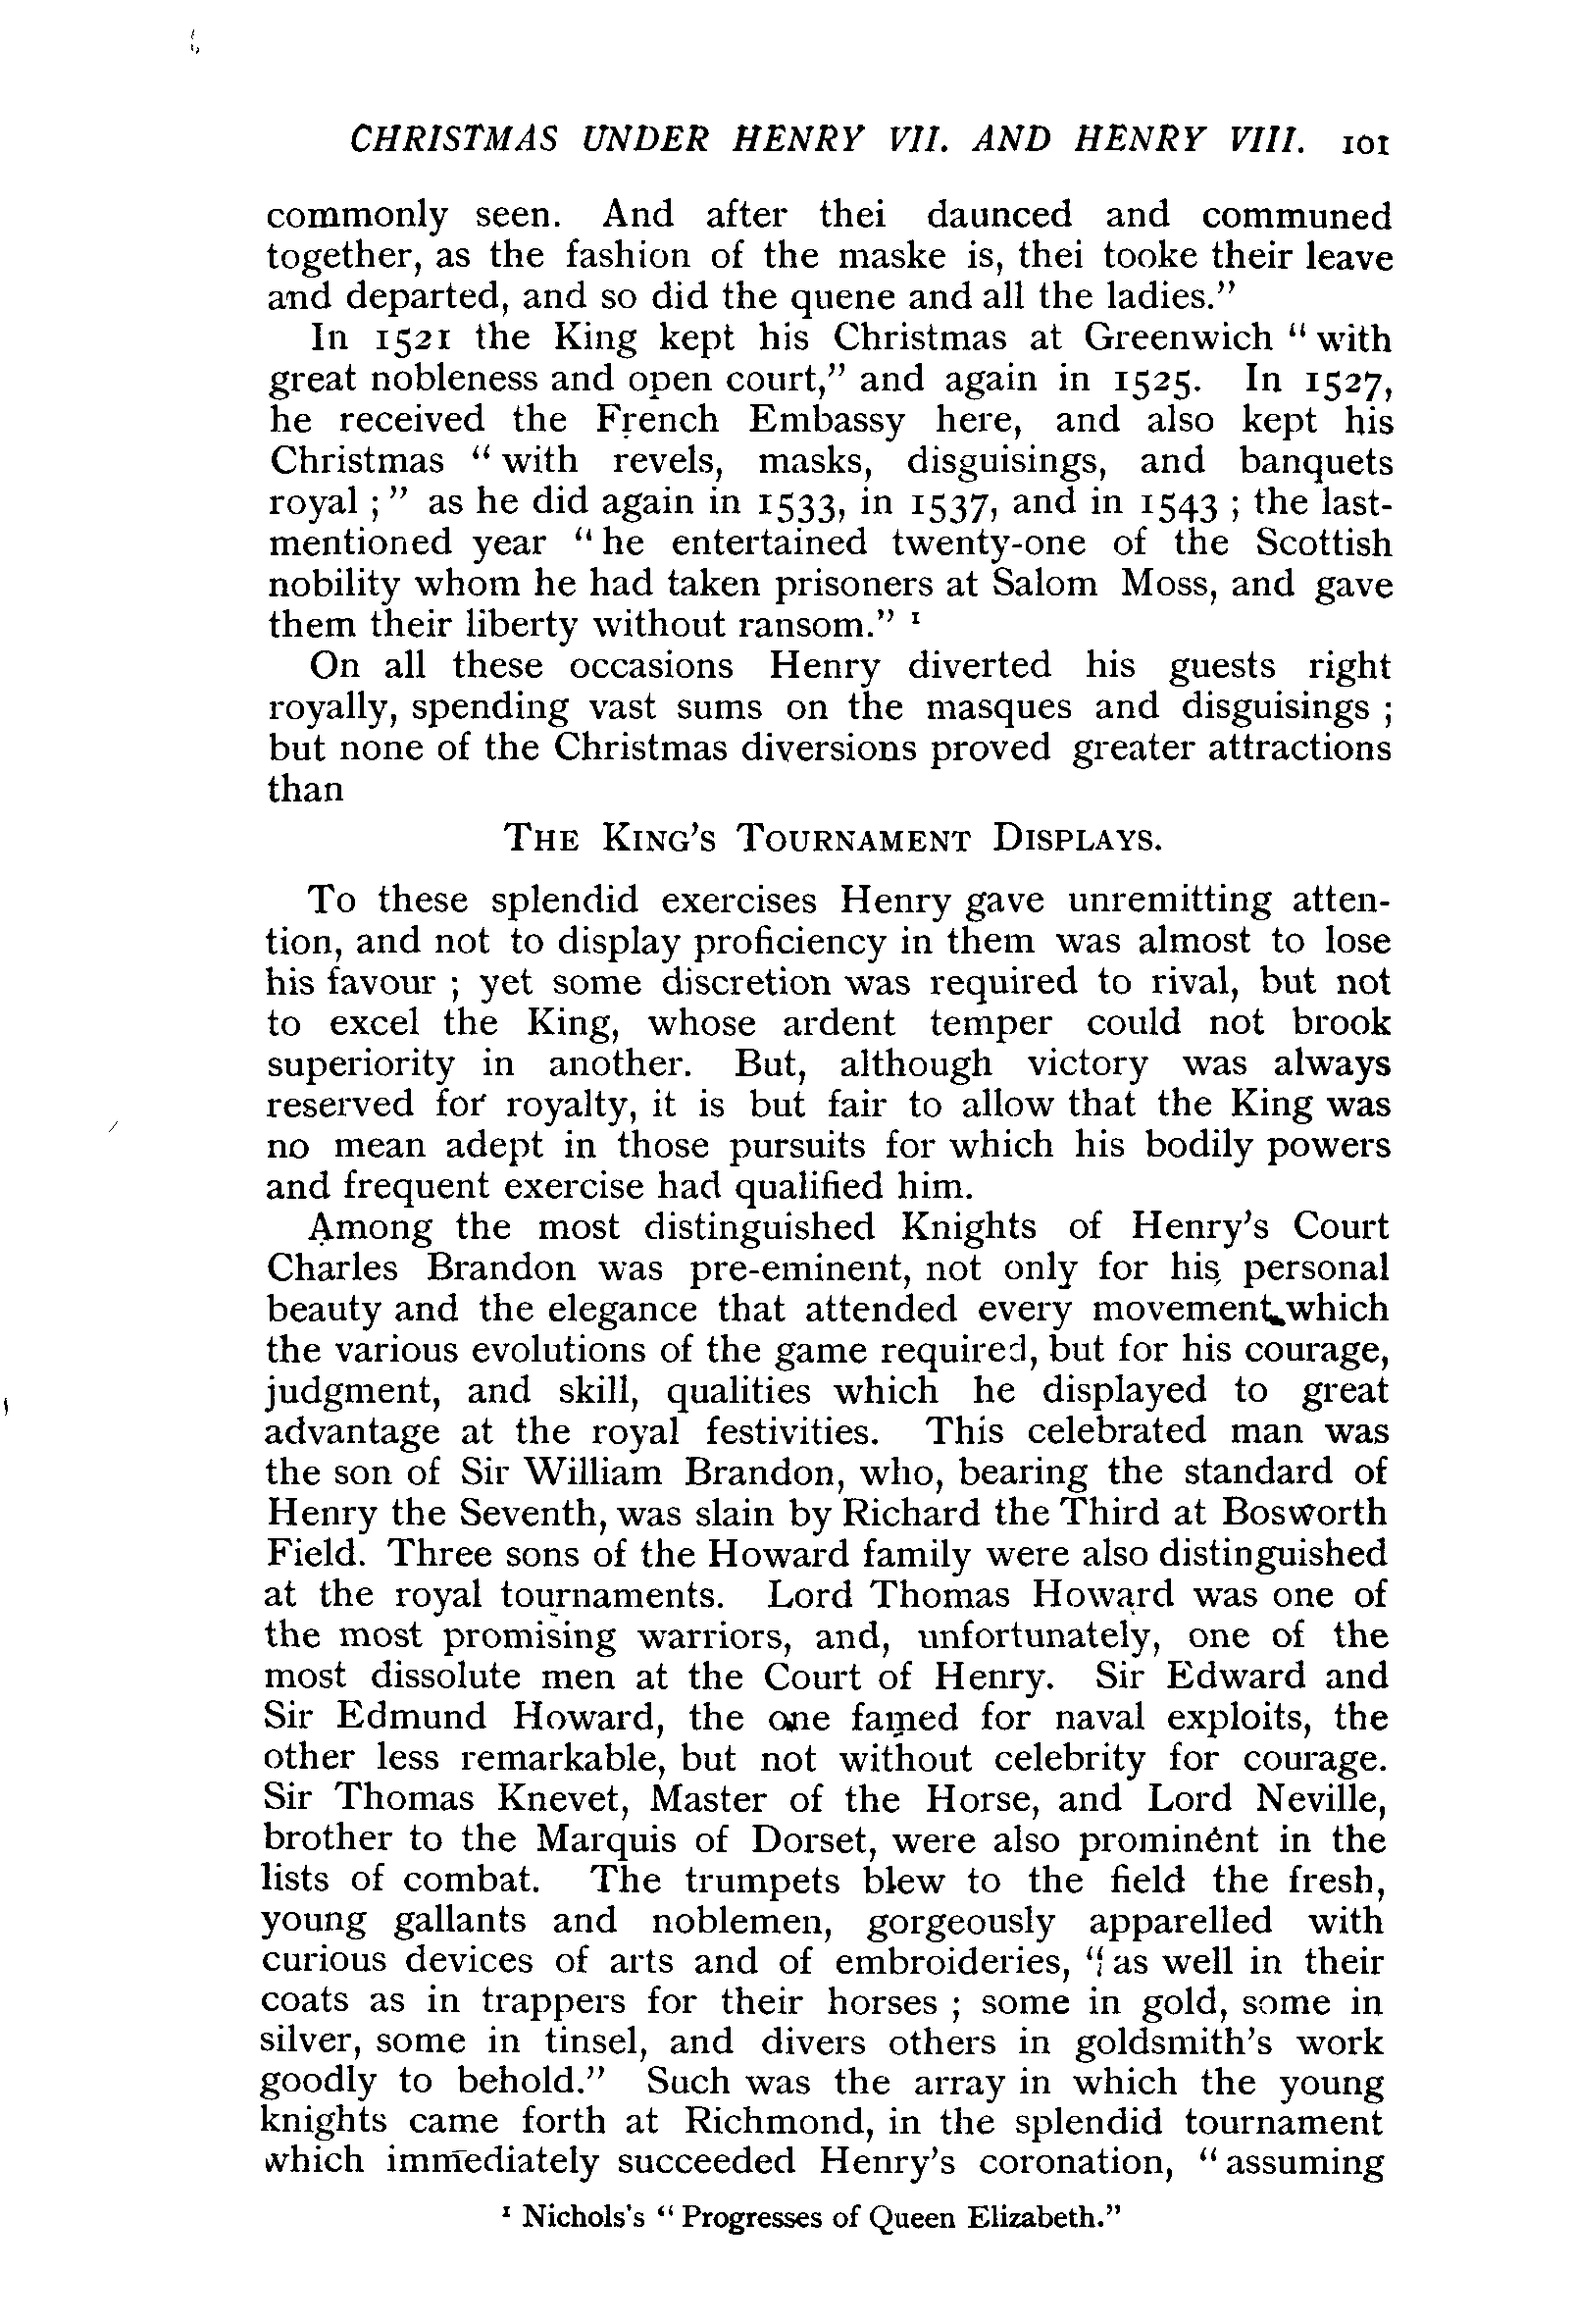 CHRISTMAS UNDER HENRY VII. AND HENRY VIII. 101
commonly seen. And after thei daunced and communed
together, as the fashion of the maske is, thei tooke their leave
and departed, and so did the quene and all the ladies.”
In 1521 the King kept his Christmas at Greenwich “with
great nobleness and open court,” and again in 1525. In 1527,
he received the French Embassy here, and also kept his
Christmas “with revels, masks, disguisings, and banquets
royal;” as he did again in 1533, in 1537, and in 1543; the last-
mentioned year “he entertained twenty-one of the Scottish
nobility whom he had taken prisoners at Salom Moss, and gave
them their liberty without ransom.” 1
On all these occasions Henry diverted his guests right
royally, spending vast sums on the masques and disguisings;
but none of the Christmas diversions proved greater attractions
than
THE KING'S TOURNAMENT DISPLAYS.
To these splendid exercises Henry gave unremitting atten-
tion, and not to display proficiency in them was almost to lose
his favour; yet some discretion was required to rival, but not
to excel the King, whose ardent temper could not brook
superiority in another. But, although victory was always
reserved for royalty, it is but fair to allow that the King was
no mean adept in those pursuits for which his bodily powers
and frequent exercise had qualified him.
Among the most distinguished Knights of Henry's Court
Charles Brandon was pre-eminent, not only for his personal
beauty and the elegance that attended every movement which
the various evolutions of the game required, but for his courage,
judgment, and skill, qualities which he displayed to great
advantage at the royal festivities. This celebrated man was
the son of Sir William Brandon, who, bearing the standard of
Henry the Seventh, was slain by Richard the Third at Bosworth
Field. Three sons of the Howard family were also distinguished
at the royal tournaments. Lord Thomas Howard was one of
the most promising warriors, and, unfortunately, one of the
most dissolute men at the Court of Henry. Sir Edward and
Sir Edmund Howard, the one famed for naval exploits, the
other less remarkable, but not without celebrity for courage.
Sir Thomas Knevet, Master of the Horse, and Lord Neville,
brother to the Marquis of Dorset, were also prominent in the
lists of combat. The trumpets blew to the field the fresh,
young gallants and noblemen, gorgeously apparelled with
curious devices of arts and of embroideries, “as well in their
coats as in trappers for their horses; some in gold, some in
silver, some in tinsel, and divers others in goldsmith's work
goodly to behold.” Such was the array in which the young
knights came forth at Richmond, in the splendid tournament
which immediately succeeded Henry's coronation, “assuming
1 Nichols's “Progresses of Queen Elizabeth.”